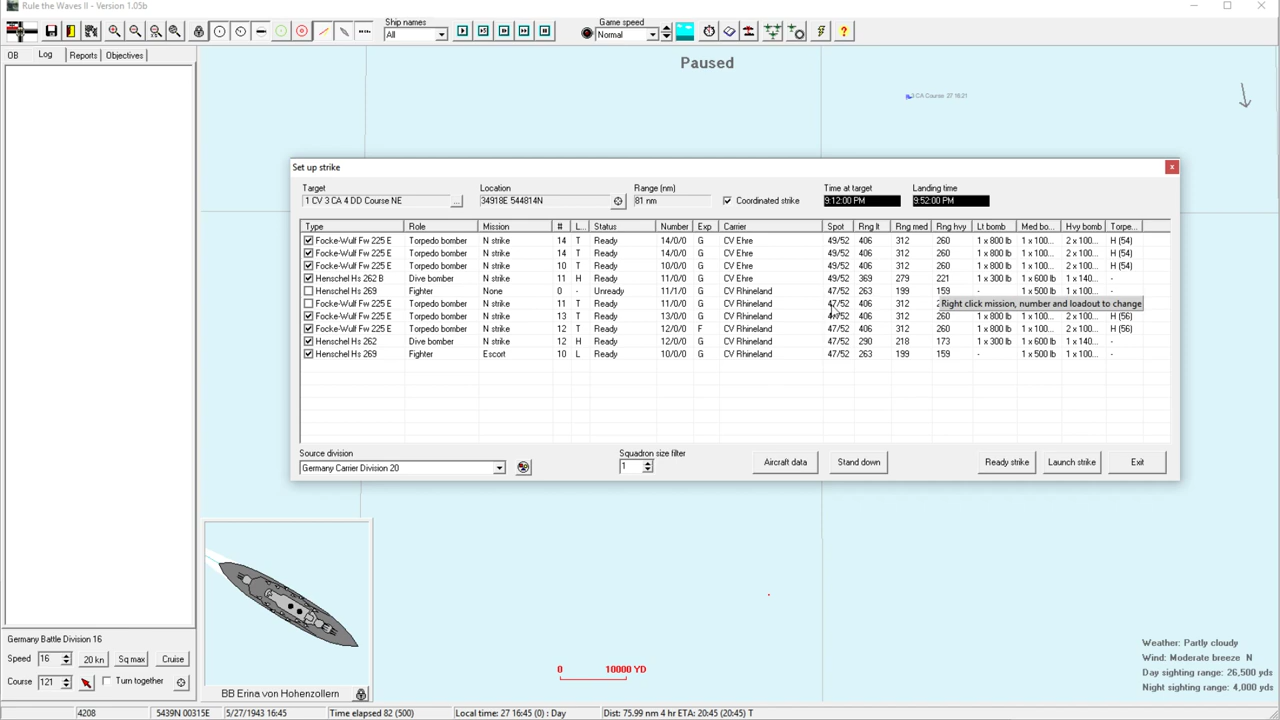 Rule the Waves II - Version 1.05b
Ship names
All
Game speed
Normal
OB Log Reports Objectives
Paused
CA Course 27 16:21
Set up strike
Target Location Range (nm) Time at target Landing time
1 CV 3 CA 4 DD Course NE ... 34918E 544814N 81 nm Coordinated strike 9:12:00 PM 9:52:00 PM
Type Role Mission # L... Status Number Exp Carrier Spot Rng lt Rng med Rng hvy Lt bomb Med bo... Hvy bomb Torpe...
Focke-Wulf Fw 225 E Torpedo bomber N strike 14 T Ready 14/0/0 G CV Ehre 49/52 406 312 260 1 x 800 lb 1 x 100... 2 x 100... H (54)
Focke-Wulf Fw 225 E Torpedo bomber N strike 14 T Ready 14/0/0 G CV Ehre 49/52 406 312 260 1 x 800 lb 1 x 100... 2 x 100... H (54)
Focke-Wulf Fw 225 E Torpedo bomber N strike 10 T Ready 10/0/0 G CV Ehre 49/52 406 312 260 1 x 800 lb 1 x 100... 2 x 100... H (54)
Henschel Hs 262 B Dive bomber N strike 11 H Ready 11/0/0 G CV Ehre 49/52 369 279 221 1 x 300 lb 1 x 600 lb 1 x 140... -
Henschel Hs 269 Fighter None 0 - Unready 11/1/0 G CV Rhineland 47/52 263 199 159 - 1 x 500 lb 1 x 100... -
Focke-Wulf Fw 225 E Torpedo bomber N strike 11 T Ready 11/0/0 G CV Rhineland 47/52 406 312 Right click mission, number and loadout to change
Focke-Wulf Fw 225 E Torpedo bomber N strike 13 T Ready 13/0/0 G CV Rhineland 47/52 406 312 260 1 x 800 lb 1 x 100... 2 x 100... H (56)
Focke-Wulf Fw 225 E Torpedo bomber N strike 12 T Ready 12/0/0 F CV Rhineland 47/52 406 312 260 1 x 800 lb 1 x 100... 2 x 100... H (56)
Henschel Hs 262 Dive bomber N strike 12 H Ready 12/0/0 G CV Rhineland 47/52 290 218 173 1 x 300 lb 1 x 600 lb 1 x 140... -
Henschel Hs 269 Fighter Escort 10 L Ready 10/0/0 G CV Rhineland 47/52 263 199 159 - 1 x 500 lb 1 x 100... -
Source division
Germany Carrier Division 20
Squadron size filter
1
Aircraft data Stand down Ready strike Launch strike Exit
Germany Battle Division 16
Speed 16 20 kn Sq max Cruise
Course 121 Turn together
BB Erina von Hohenzollern
0 10000 YD
Weather: Partly cloudy
Wind: Moderate breeze N
Day sighting range: 26,500 yards
Night sighting range: 4,000 yards
4208 5439N 00315E 5/27/1943 16:45 Time elapsed 82 (500) Local time: 27 16:45 (0) : Day Dist: 75.99 nm 4 hr ETA: 20:45 (20:45) T